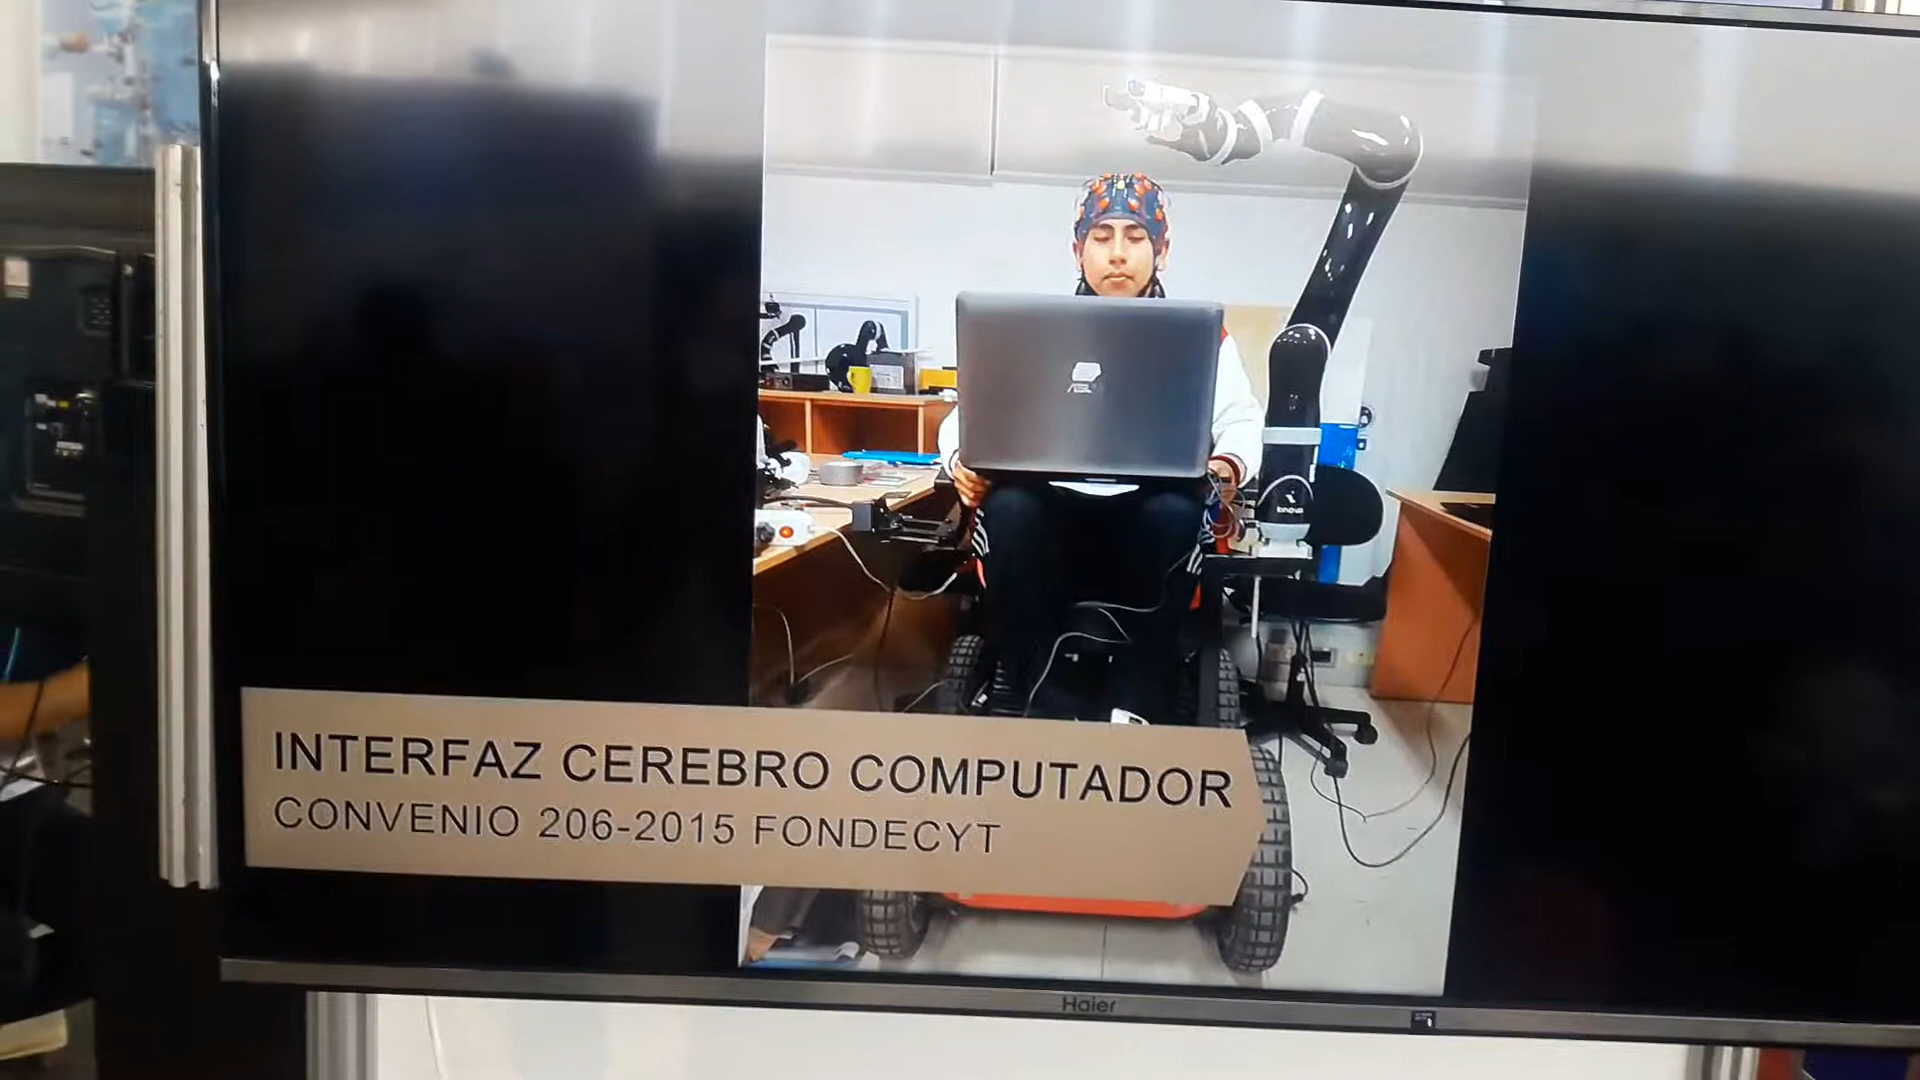 INTERFAZ CEREBRO COMPUTADOR
CONVENIO 206-2015 FONDECYT
Haier